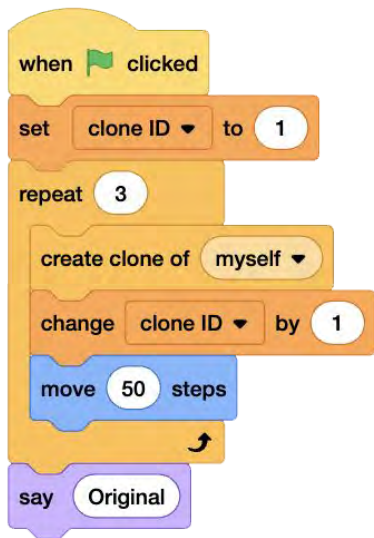 when clicked
set clone ID to 1
repeat 3
create clone of myself
change clone ID by 1
move 50 steps
say Original